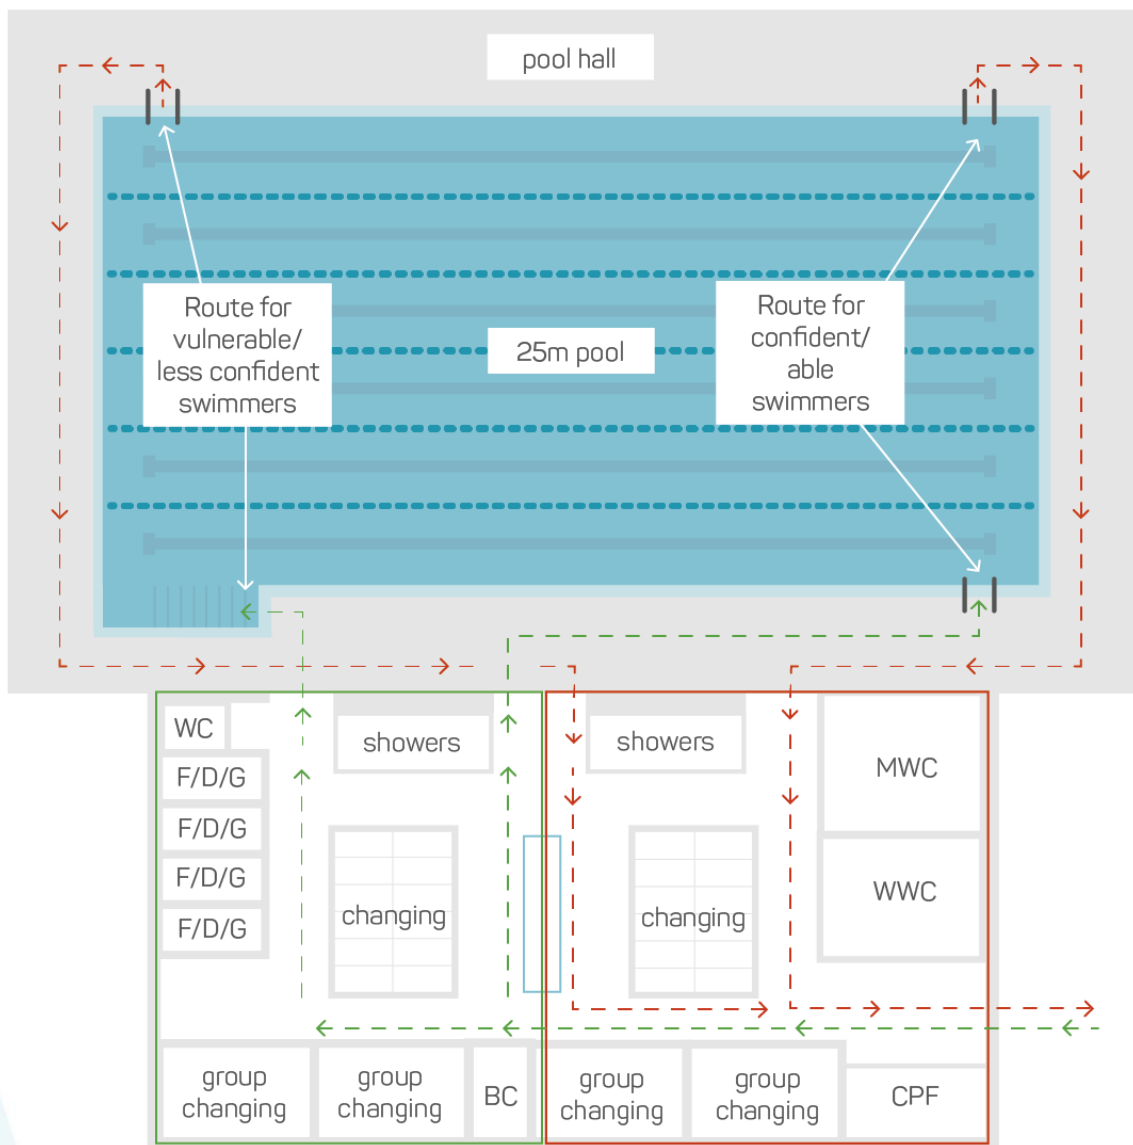 pool hall
Route for
vulnerable/
less confident
swimmers
25m pool
Route for
confident/
able
swimmers
WC
F/D/G
F/D/G
F/D/G
F/D/G
showers
changing
showers
changing
MWC
WWC
group
changing
group
changing
BC
group
changing
group
changing
CPF